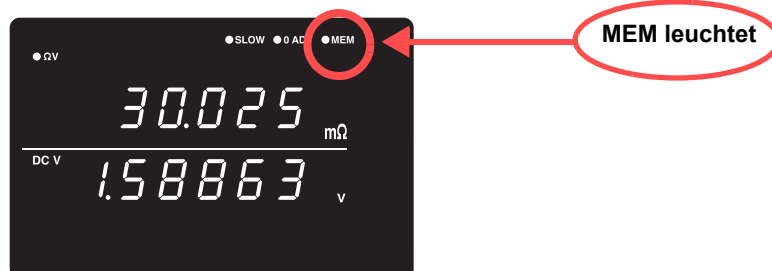 ●SLOW ●0 AD ●MEM
MEM leuchtet
●ΩV
30.025 mΩ
DC V
1.58863 V